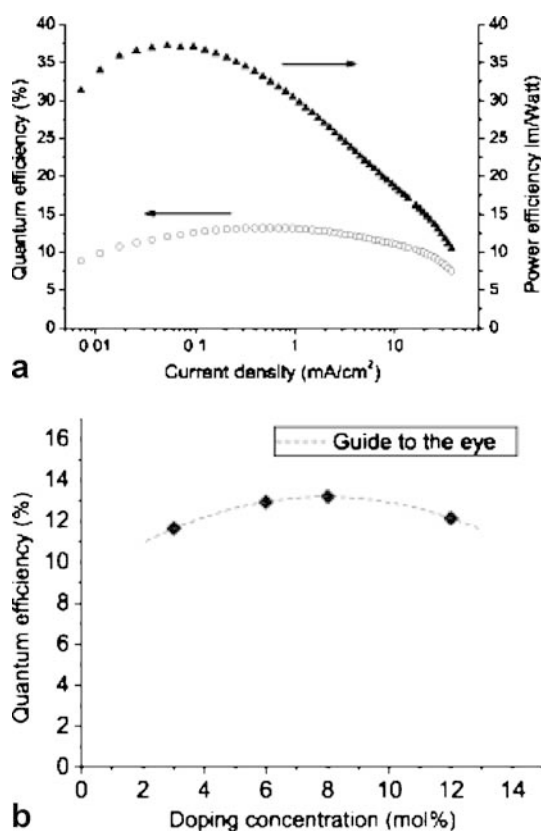 40
35
30
25
20
15
10
5
0
Quantum efficiency (%)
40
35
30
25
20
15
10
5
0
Power efficiency lm/Watt)
0 01 0 1 1 10
Current density (mA/cm²)
a
Guide to the eye
16
14
12
10
8
6
4
2
0
Quantum efficiency (%)
0 2 4 6 8 10 12 14
Doping concentration (mol%)
b